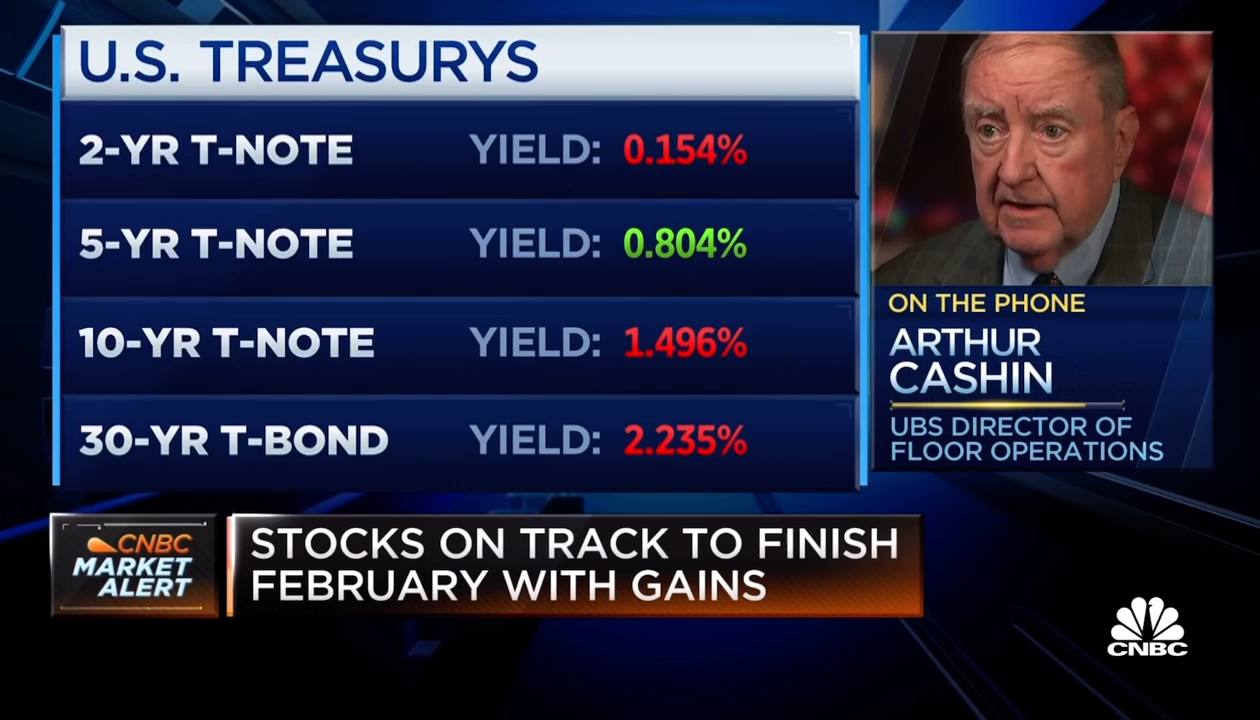 U.S. TREASURYS
2-YR T-NOTE YIELD: 0.154%
5-YR T-NOTE YIELD: 0.804%
10-YR T-NOTE YIELD: 1.496%
30-YR T-BOND YIELD: 2.235%
ON THE PHONE
ARTHUR
CASHIN
UBS DIRECTOR OF
FLOOR OPERATIONS
CNBC
MARKET
ALERT
STOCKS ON TRACK TO FINISH
FEBRUARY WITH GAINS
CNBC